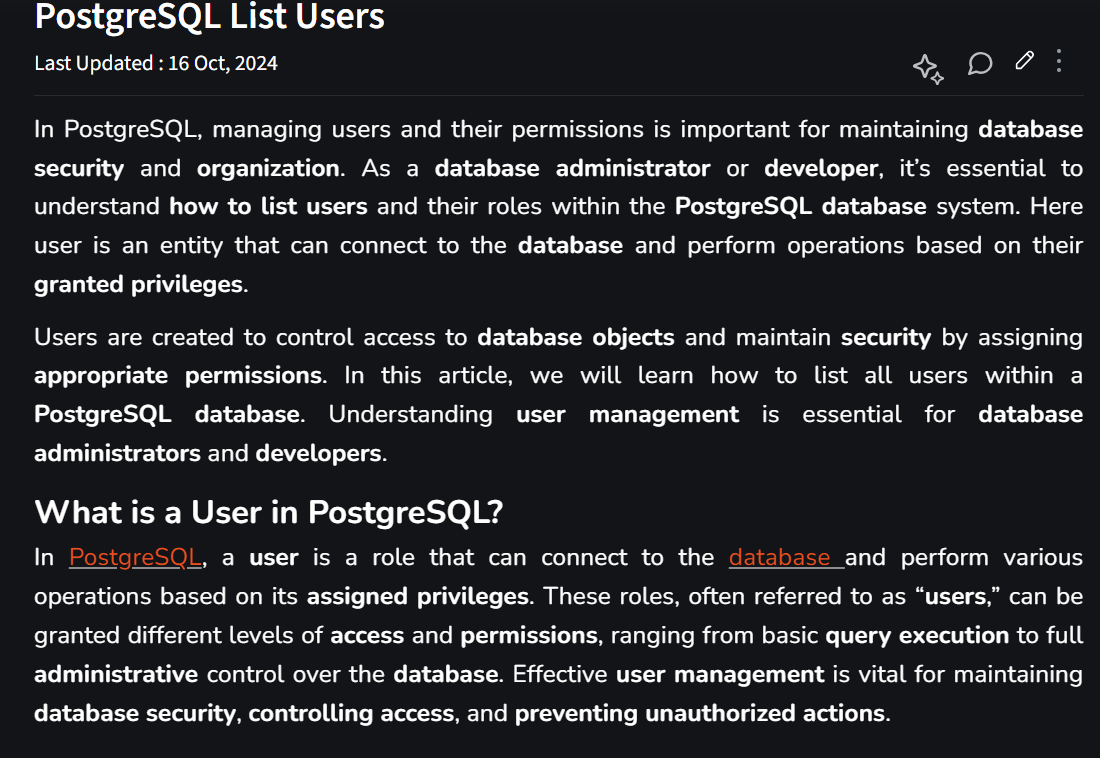 PostgreSQL List Users
Last Updated : 16 Oct, 2024
In PostgreSQL, managing users and their permissions is important for maintaining database
security and organization. As a database administrator or developer, it’s essential to
understand how to list users and their roles within the PostgreSQL database system. Here
user is an entity that can connect to the database and perform operations based on their
granted privileges.
Users are created to control access to database objects and maintain security by assigning
appropriate permissions. In this article, we will learn how to list all users within a
PostgreSQL database. Understanding user management is essential for database
administrators and developers.
What is a User in PostgreSQL?
In PostgreSQL, a user is a role that can connect to the database and perform various
operations based on its assigned privileges. These roles, often referred to as “users,” can be
granted different levels of access and permissions, ranging from basic query execution to full
administrative control over the database. Effective user management is vital for maintaining
database security, controlling access, and preventing unauthorized actions.